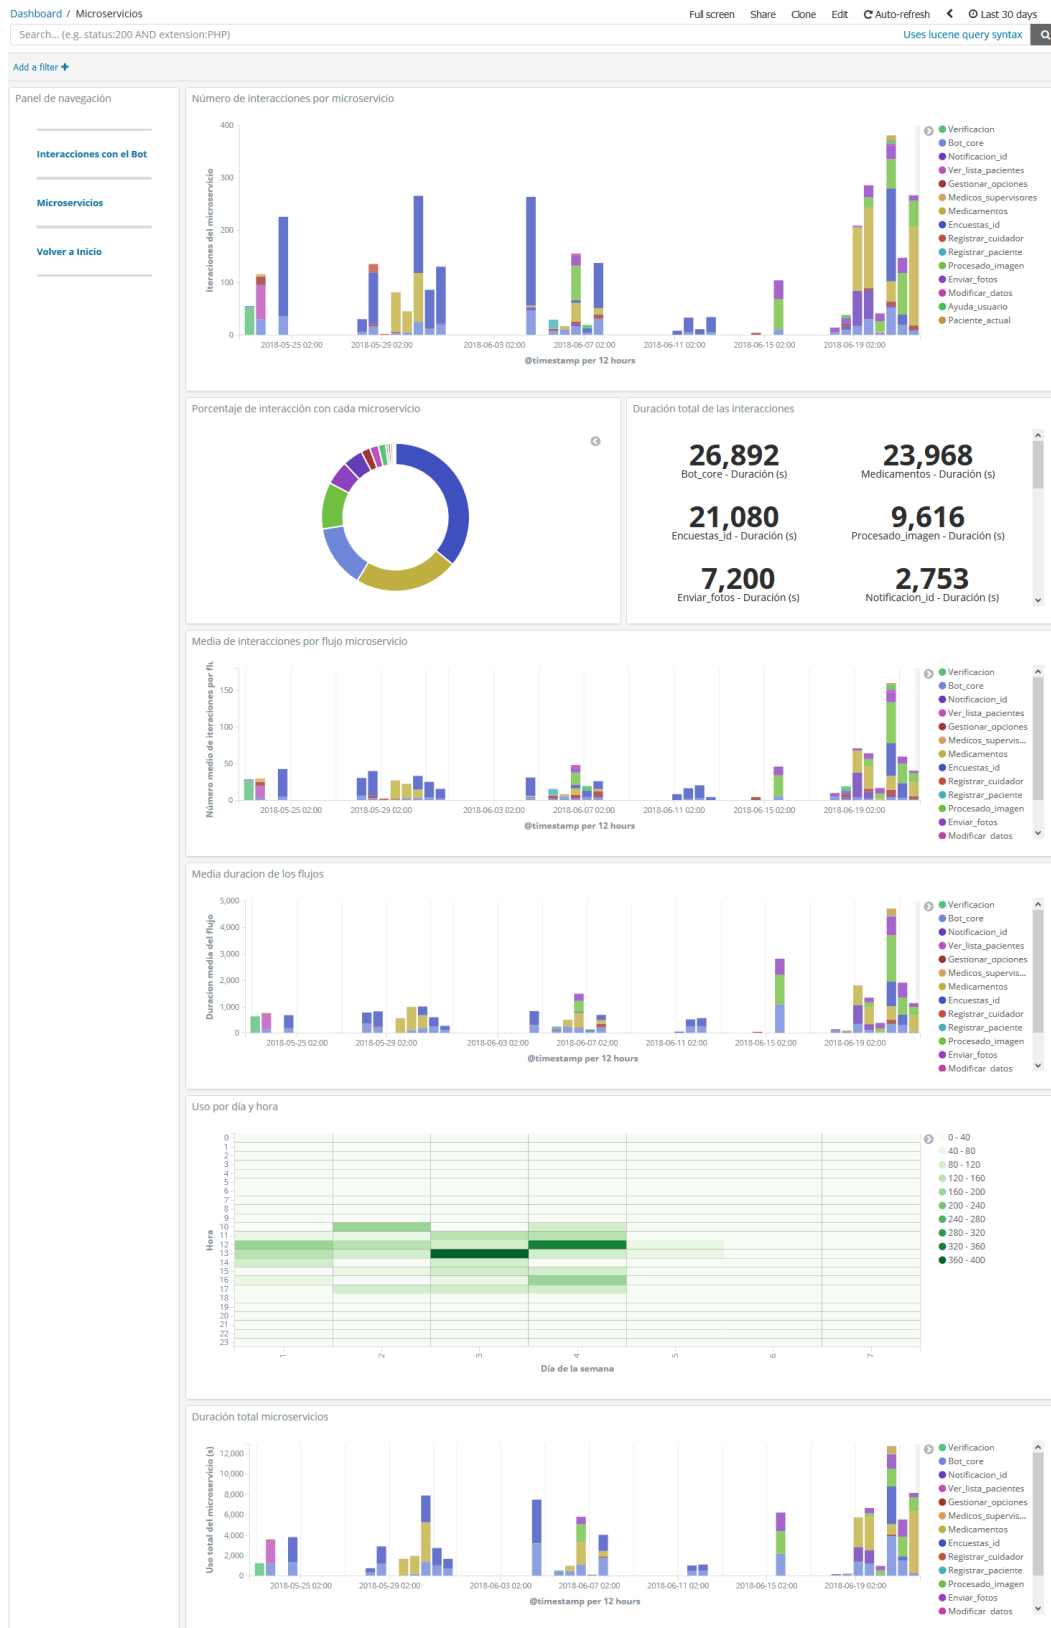 Dashboard / Microservicios
Full screen Share Clone Edit Auto-refresh Last 30 days
Search... (e.g. status:200 AND extension:PHP)
Uses lucene query syntax
Add a filter +
Panel de navegación
Interacciones con el Bot
Microservicios
Volver a Inicio
Número de interacciones por microservicio
Iteraciones del microservicio
400
300
200
100
0
2018-05-25 02:00 2018-05-29 02:00 2018-06-03 02:00 2018-06-07 02:00 2018-06-11 02:00 2018-06-15 02:00 2018-06-19 02:00
@timestamp per 12 hours
Verificacion
Bot_core
Notificacion_id
Ver_lista_pacientes
Gestionar_opciones
Medicos_supervisores
Medicamentos
Encuestas_id
Registrar_cuidador
Registrar_paciente
Procesado_imagen
Enviar_fotos
Modificar_datos
Ayuda_usuario
Paciente_actual
Porcentaje de interacción con cada microservicio
Duración total de las interacciones
26,892
Bot_core - Duración (s)
23,968
Medicamentos - Duración (s)
21,080
Encuestas_id - Duración (s)
9,616
Procesado_imagen - Duración (s)
7,200
Enviar_fotos - Duración (s)
2,753
Notificacion_id - Duración (s)
Media de interacciones por flujo microservicio
Número medio de iteraciones por flu
150
100
50
0
2018-05-25 02:00 2018-05-29 02:00 2018-06-03 02:00 2018-06-07 02:00 2018-06-11 02:00 2018-06-15 02:00 2018-06-19 02:00
@timestamp per 12 hours
Verificacion
Bot_core
Notificacion_id
Ver_lista_pacientes
Gestionar_opciones
Medicos_supervis...
Medicamentos
Encuestas_id
Registrar_cuidador
Registrar_paciente
Procesado_imagen
Enviar_fotos
Modificar_datos
Media duracion de los flujos
Duracion media del flujo
5,000
4,000
3,000
2,000
1,000
0
2018-05-25 02:00 2018-05-29 02:00 2018-06-03 02:00 2018-06-07 02:00 2018-06-11 02:00 2018-06-15 02:00 2018-06-19 02:00
@timestamp per 12 hours
Verificacion
Bot_core
Notificacion_id
Ver_lista_pacientes
Gestionar_opciones
Medicos_supervis...
Medicamentos
Encuestas_id
Registrar_cuidador
Registrar_paciente
Procesado_imagen
Enviar_fotos
Modificar_datos
Uso por día y hora
Hora
0
1
2
3
4
5
6
7
8
9
10
11
12
13
14
15
16
17
18
19
20
21
22
23
1 2 3 4 5 6 7
Día de la semana
0 - 40
40 - 80
80 - 120
120 - 160
160 - 200
200 - 240
240 - 280
280 - 320
320 - 360
360 - 400
Duración total microservicios
Uso total del microservicio (s)
12,000
10,000
8,000
6,000
4,000
2,000
0
2018-05-25 02:00 2018-05-29 02:00 2018-06-03 02:00 2018-06-07 02:00 2018-06-11 02:00 2018-06-15 02:00 2018-06-19 02:00
@timestamp per 12 hours
Verificacion
Bot_core
Notificacion_id
Ver_lista_pacientes
Gestionar_opciones
Medicos_supervis...
Medicamentos
Encuestas_id
Registrar_cuidador
Registrar_paciente
Procesado_imagen
Enviar_fotos
Modificar_datos